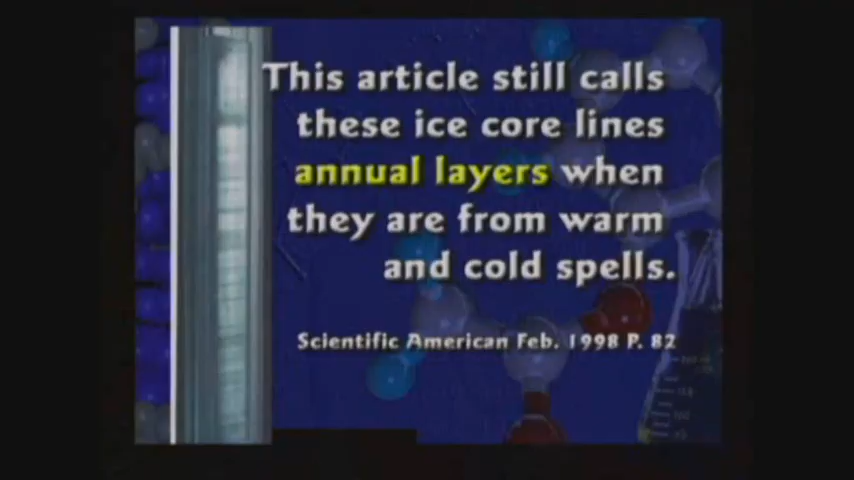 This article still calls
these ice core lines
annual layers when
they are from warm
and cold spells.
Scientific American Feb. 1998 P. 82